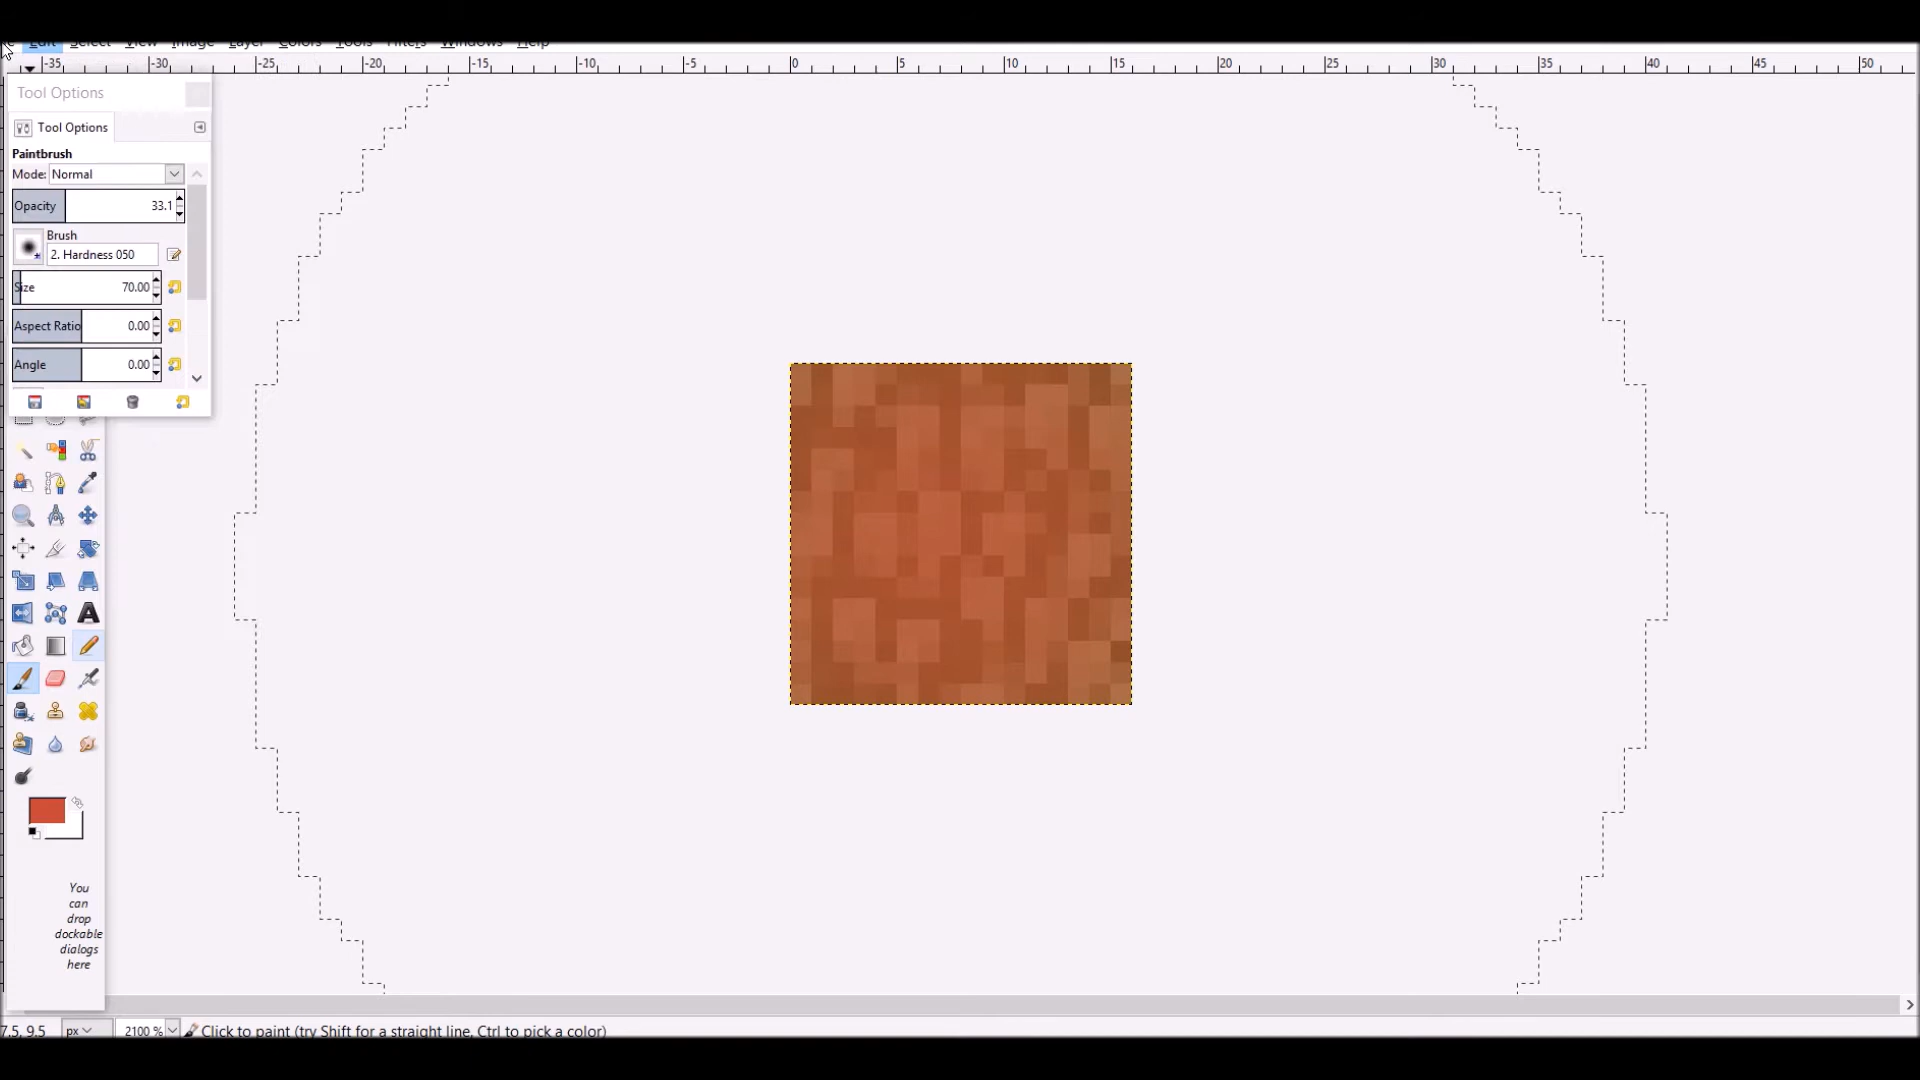 Edit Select View Image Layer Colors Tools Filters Windows Help
-35 -30 -25 -20 -15 -10 -5 0 5 10 15 20 25 30 35 40 45 50
Tool Options
Tool Options
Paintbrush
Mode: Normal
Opacity 33.1
Brush
2. Hardness 050
Size 70.00
Aspect Ratio 0.00
Angle 0.00
You
can
drop
dockable
dialogs
here
7.5, 9.5 px 2100 % Click to paint (try Shift for a straight line, Ctrl to pick a color)